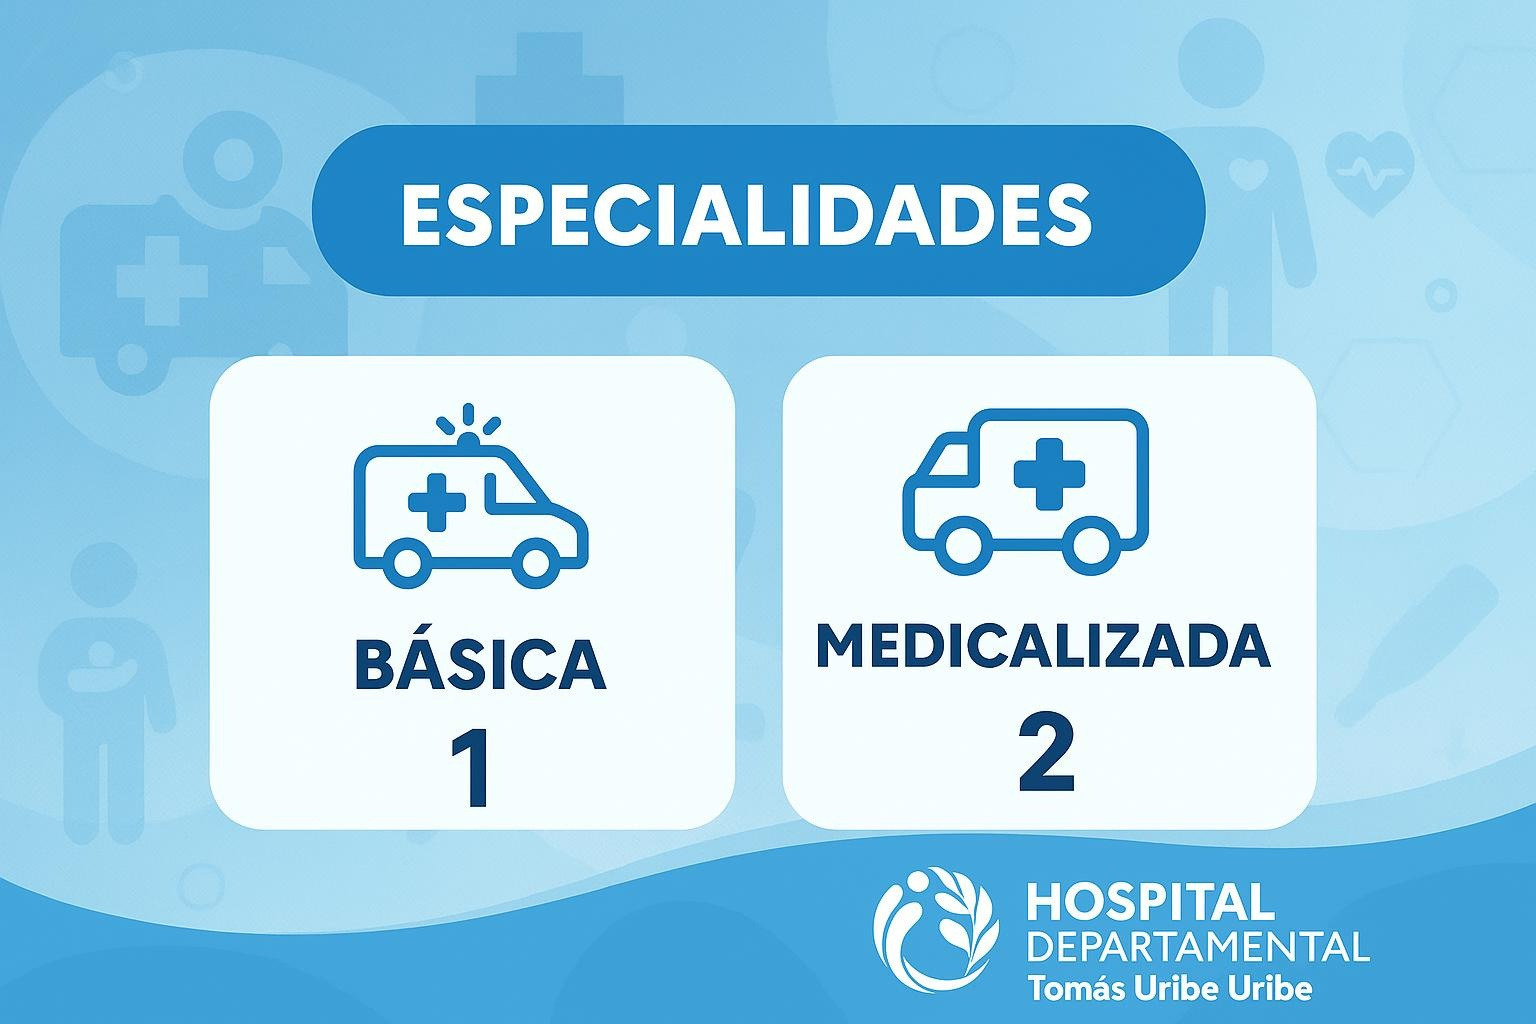 ESPECIALIDADES
BÁSICA
1
MEDICALIZADA
2
HOSPITAL
DEPARTAMENTAL
Tomás Uribe Uribe